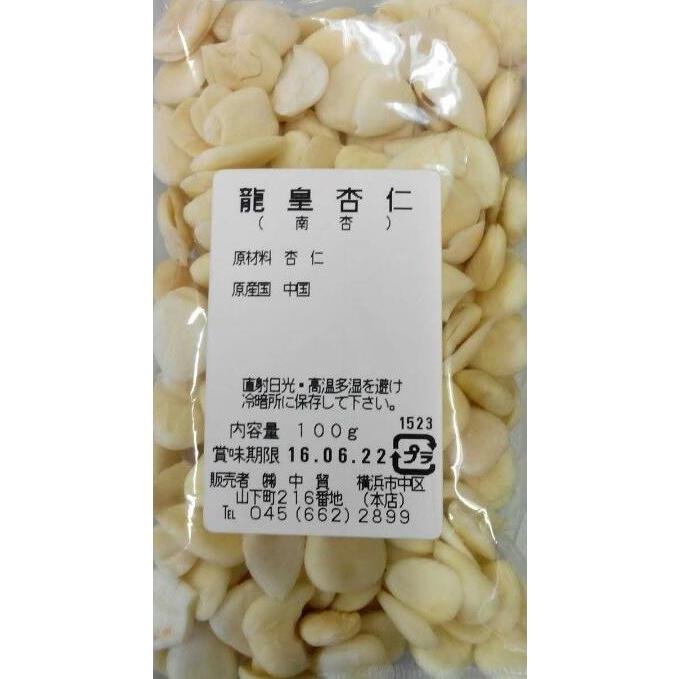 龍皇杏仁
(南杏)
原材料 杏仁
原産国 中国
直射日光・高温多湿を避け
冷暗所に保存して下さい。
1523
内容量 100g
賞味期限 16.06.22
プラ
販売者 ㈱ 中貿 横浜市中区
山下町216番地 (本店)
℡ 045(662)2899